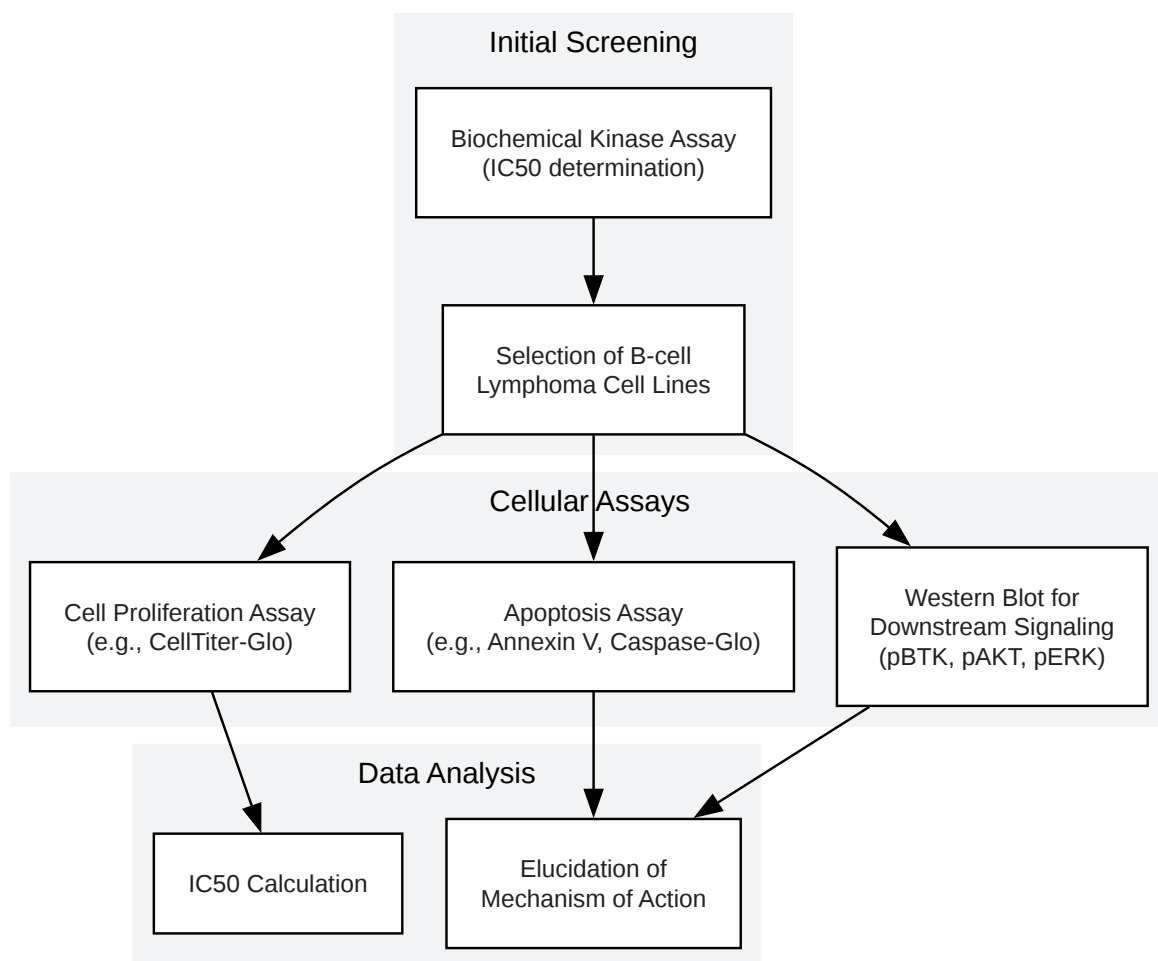 Initial Screening
Biochemical Kinase Assay
(IC50 determination)
Selection of B-cell
Lymphoma Cell Lines
Cellular Assays
Cell Proliferation Assay
(e.g., CellTiter-Glo)
Apoptosis Assay
(e.g., Annexin V, Caspase-Glo)
Western Blot for
Downstream Signaling
(pBTK, pAKT, pERK)
Data Analysis
IC50 Calculation
Elucidation of
Mechanism of Action